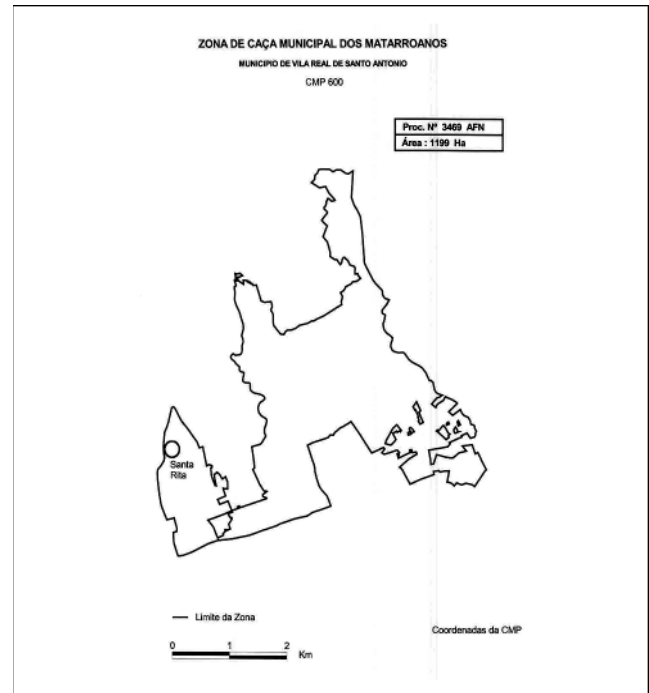 ZONA DE CAÇA MUNICIPAL DOS MATARROANOS
MUNICIPIO DE VILA REAL DE SANTO ANTONIO
CMP 600
Proc. Nº 3469 AFN
Área : 1199 Ha
Santa
Rita
Limite da Zona
0 1 2
Km
Coordenadas da CMP